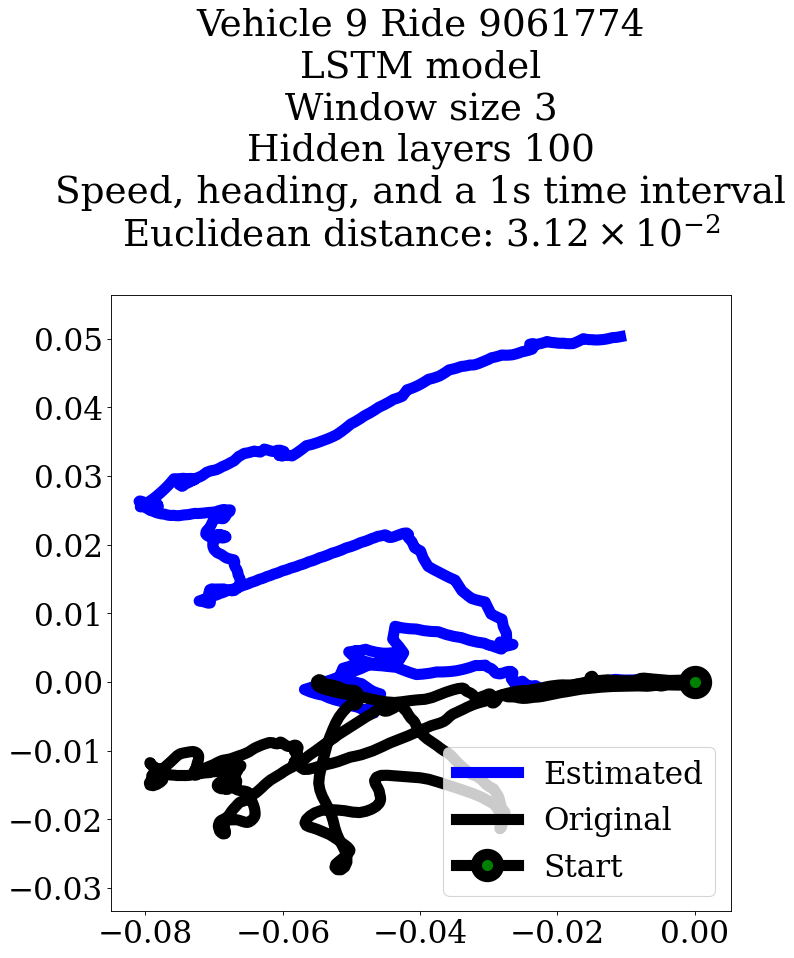 Vehicle 9 Ride 9061774
LSTM model
Window size 3
Hidden layers 100
Speed, heading, and a 1s time interval
Euclidean distance: 3.12 × 10⁻²
0.05
0.04
0.03
0.02
0.01
0.00
−0.01
−0.02
−0.03
Estimated
Original
Start
−0.08
−0.06
−0.04
−0.02
0.00